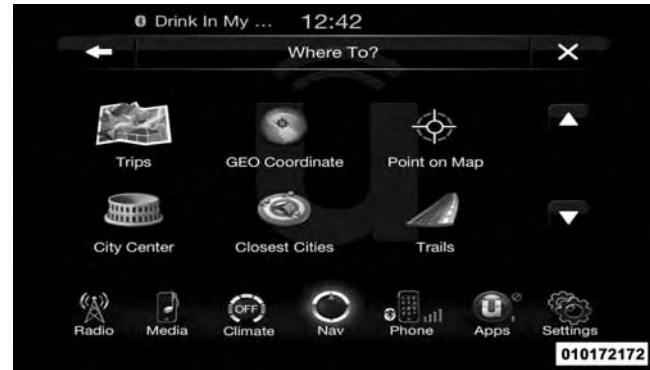 Drink In My ... 12:42
Where To?
Trips GEO Coordinate Point on Map
City Center Closest Cities Trails
OFF
Radio Media Climate Nav Phone Apps Settings
010172172